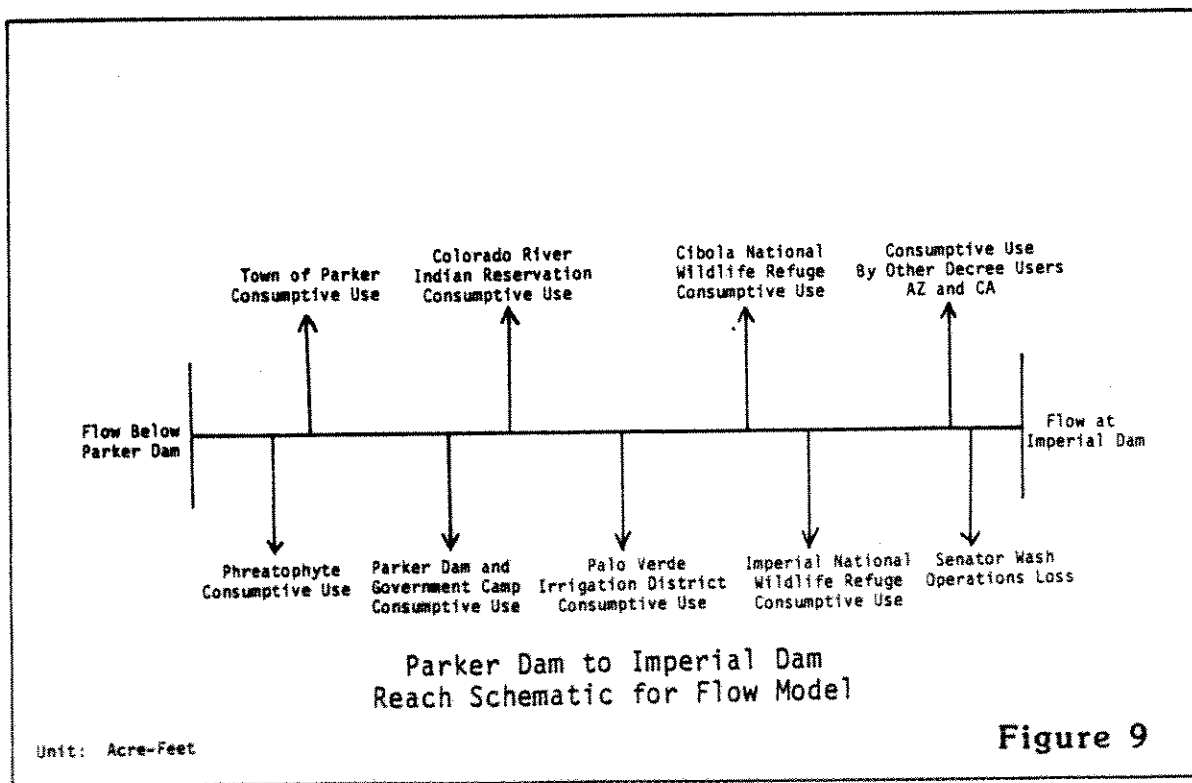 Town of Parker
Consumptive Use
Colorado River
Indian Reservation
Consumptive Use
Cibola National
Wildlife Refuge
Consumptive Use
Consumptive Use
By Other Decree Users
AZ and CA
Flow Below
Parker Dam
Flow at
Imperial Dam
Phreatophyte
Consumptive Use
Parker Dam and
Government Camp
Consumptive Use
Palo Verde
Irrigation District
Consumptive Use
Imperial National
Wildlife Refuge
Consumptive Use
Senator Wash
Operations Loss
Parker Dam to Imperial Dam
Reach Schematic for Flow Model
Unit: Acre-Feet
Figure 9